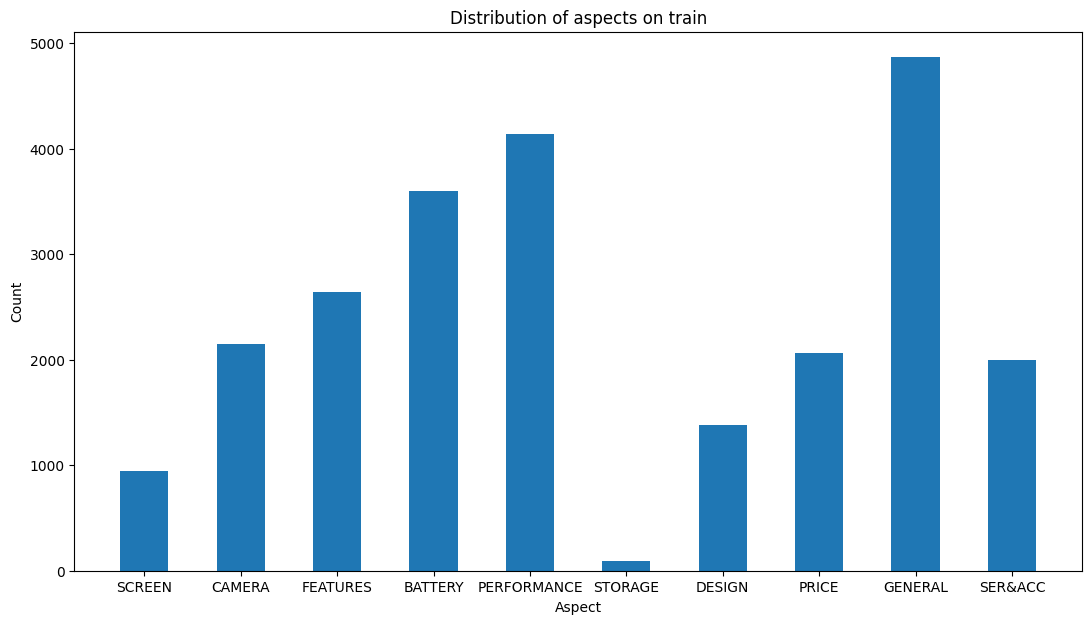 Distribution of aspects on train
5000
4000
3000
2000
1000
0
Count
SCREEN CAMERA FEATURES BATTERY PERFORMANCE STORAGE DESIGN PRICE GENERAL SER&ACC
Aspect